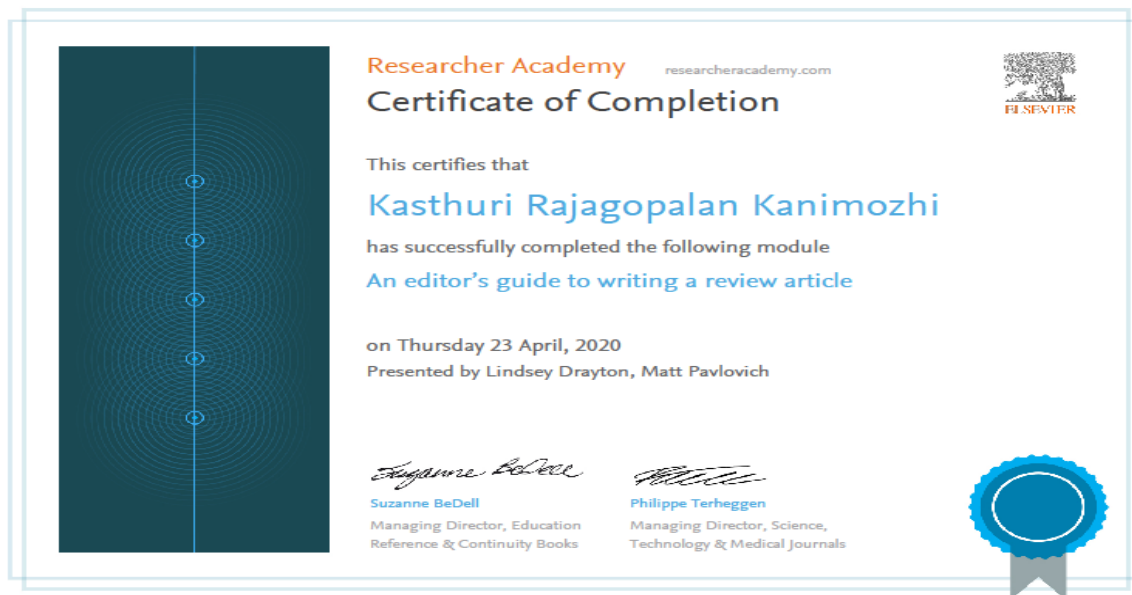 Researcher Academy researcheracademy.com
Certificate of Completion
ELSEVIER
This certifies that
Kasthuri Rajagopalan Kanimozhi
has successfully completed the following module
An editor's guide to writing a review article
on Thursday 23 April, 2020
Presented by Lindsey Drayton, Matt Pavlovich
Suzanne BeDell
Suzanne BeDell
Managing Director, Education
Reference & Continuity Books
Philippe Terheggen
Managing Director, Science,
Technology & Medical Journals